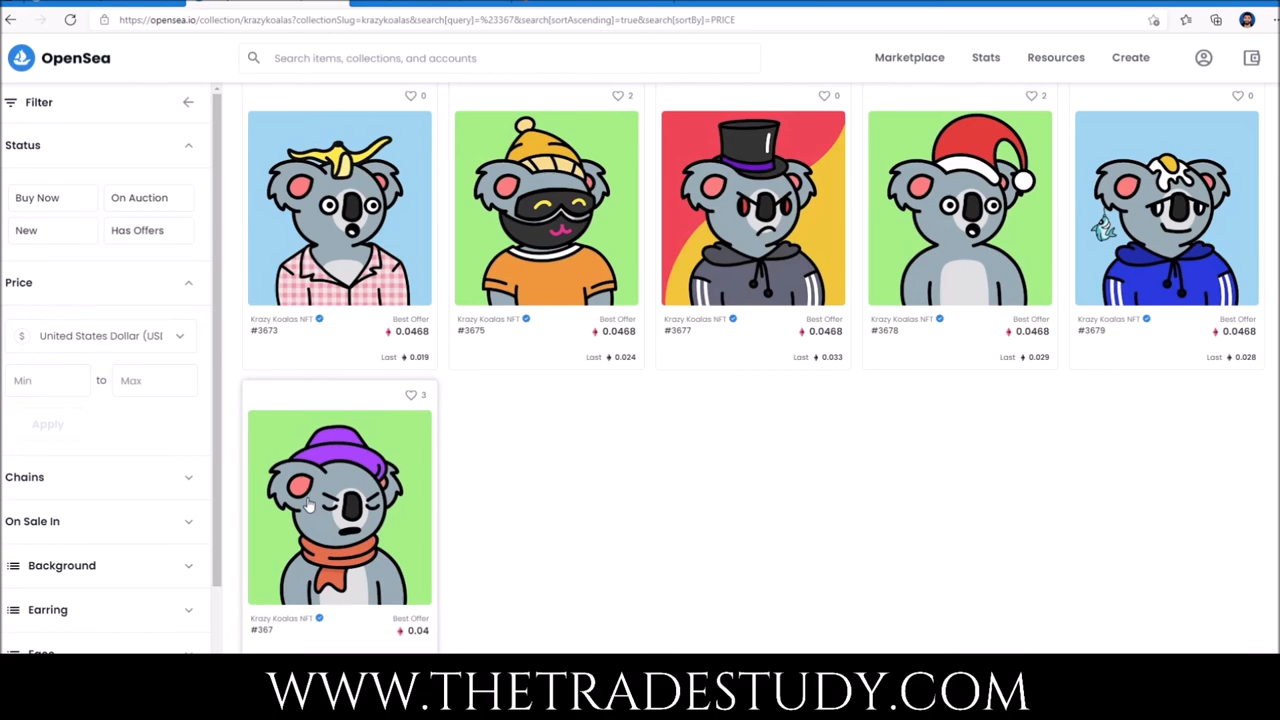 https://opensea.io/collection/krazykoalas?collectionSlug=krazykoalas&search[query]=%23367&search[sortAscending]=true&search[sortBy]=PRICE
OpenSea
Search items, collections, and accounts
Marketplace
Stats
Resources
Create
Filter
Status
Buy Now
On Auction
New
Has Offers
Price
$ United States Dollar (USI
Min
to
Max
Apply
Chains
On Sale In
Background
Earring
0
2
0
2
0
Krazy Koalas NFT Best Offer
#3673 0.0468
Last 0.019
Krazy Koalas NFT Best Offer
#3675 0.0468
Last 0.024
Krazy Koalas NFT Best Offer
#3677 0.0468
Last 0.033
Krazy Koalas NFT Best Offer
#3678 0.0468
Last 0.029
Krazy Koalas NFT Best Offer
#3679 0.0468
Last 0.028
3
Krazy Koalas NFT Best Offer
#367 0.04
WWW.THETRADESTUDY.COM